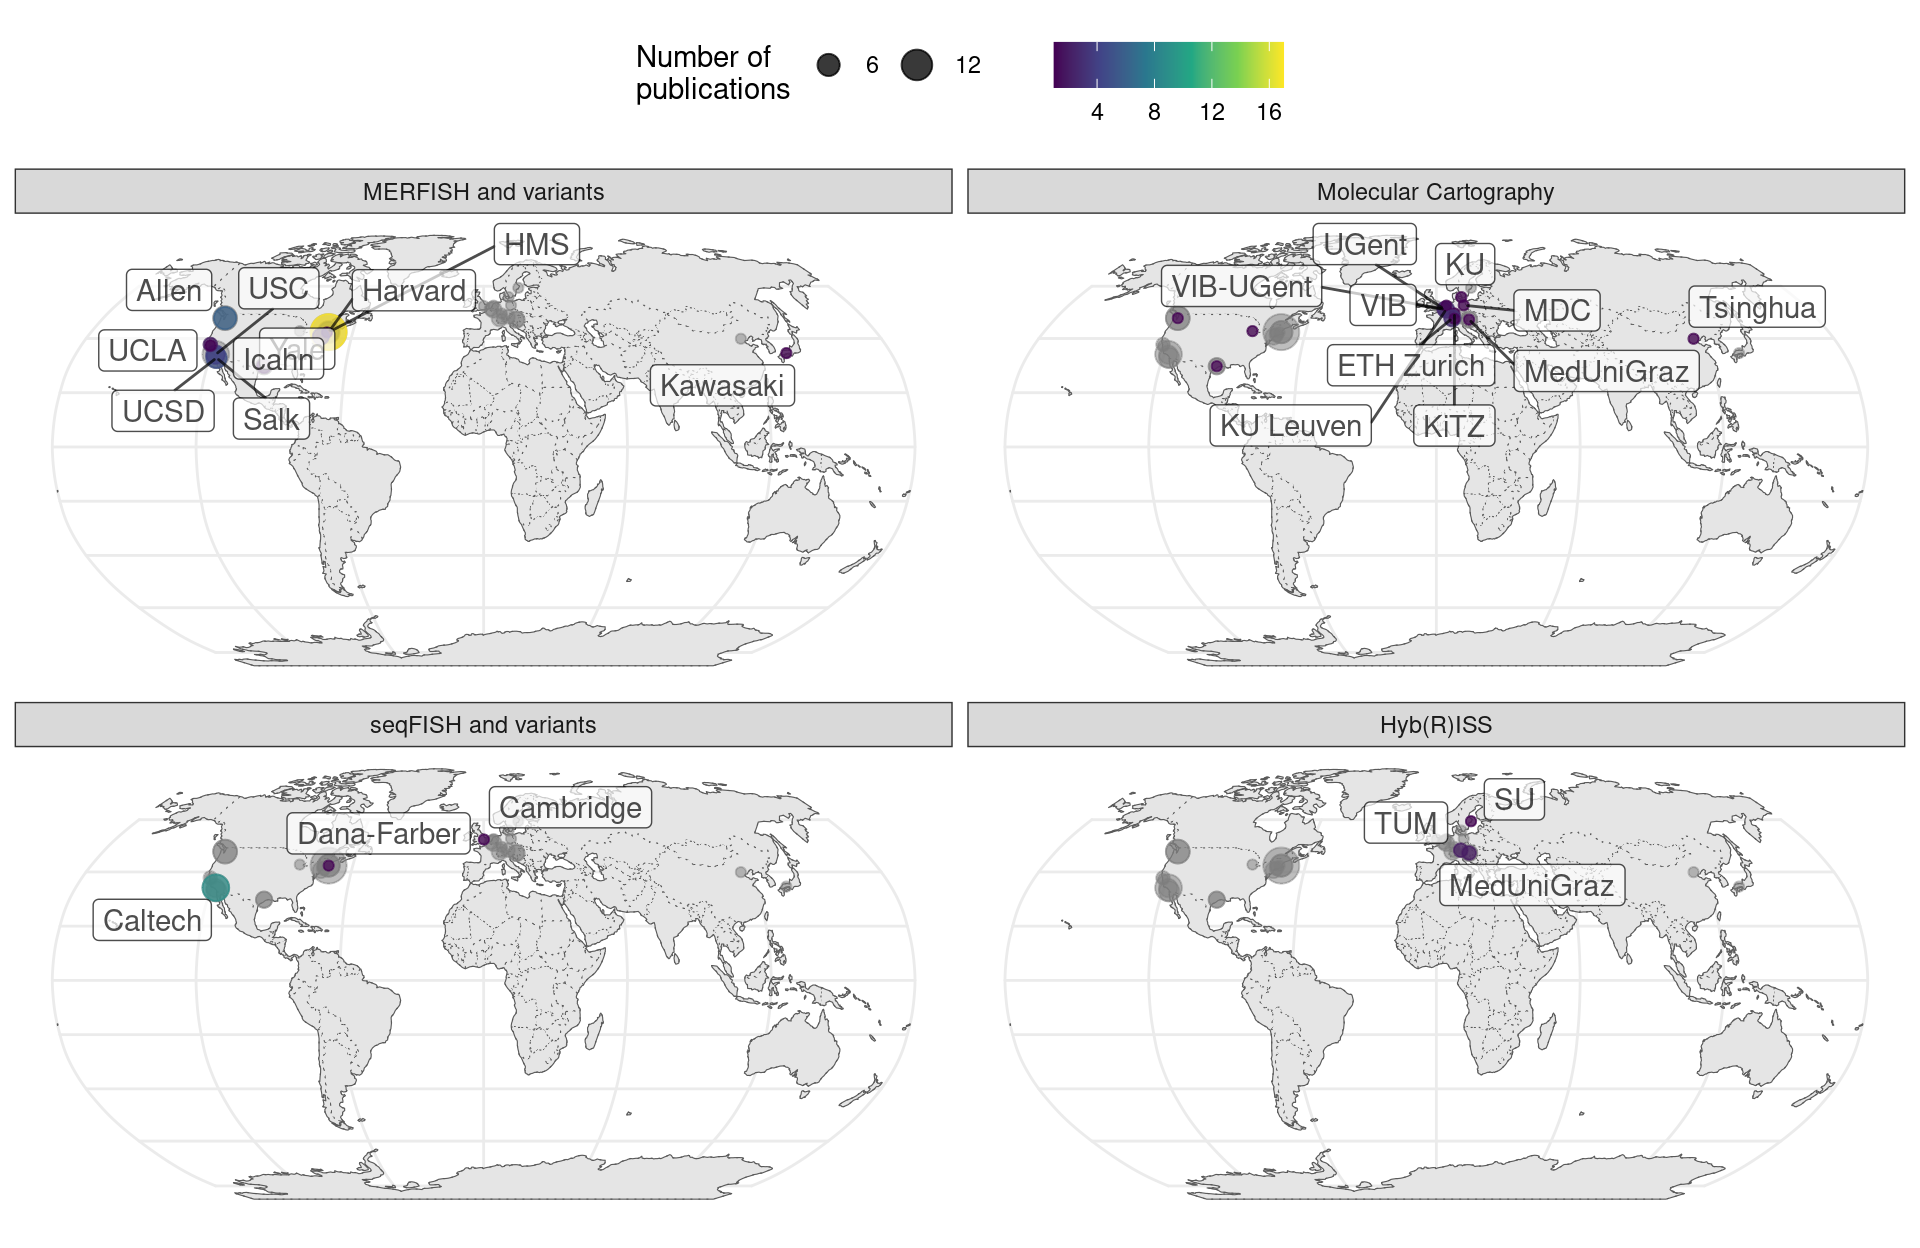 Number of
publications
6
12
4
8
12
16
MERFISH and variants
Molecular Cartography
HMS
Allen
USC
Harvard
UCLA
Yale
Icahn
UCSD
Salk
Kawasaki
UGent
KU
VIB-UGent
VIB
MDC
Tsinghua
ETH Zurich
MedUniGraz
KU Leuven
KiTZ
seqFISH and variants
Hyb(R)ISS
Cambridge
Dana-Farber
Caltech
SU
TUM
MedUniGraz